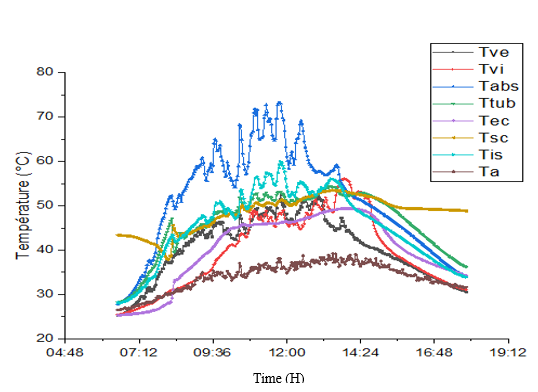 Tve
Tvi
Tabs
Ttub
Tec
Tsc
Tis
Ta
80
70
60
50
40
30
20
Température (°C)
04:48 07:12 09:36 12:00 14:24 16:48 19:12
Time (H)